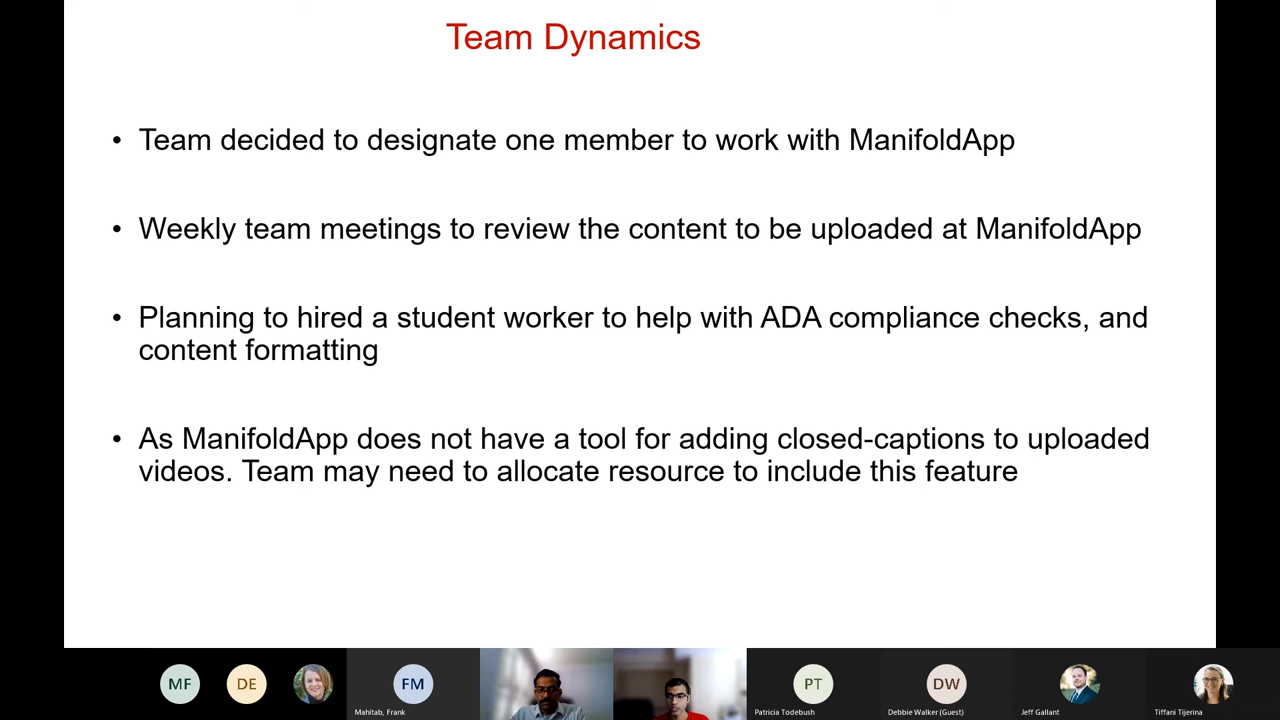 Team Dynamics
• Team decided to designate one member to work with ManifoldApp
• Weekly team meetings to review the content to be uploaded at ManifoldApp
• Planning to hired a student worker to help with ADA compliance checks, and
content formatting
• As ManifoldApp does not have a tool for adding closed-captions to uploaded
videos. Team may need to allocate resource to include this feature
MF DE FM PT DW
Mahitab, Frank Patricia Todebush Debbie Walker (Guest) Jeff Gallant Tiffani Tijerina